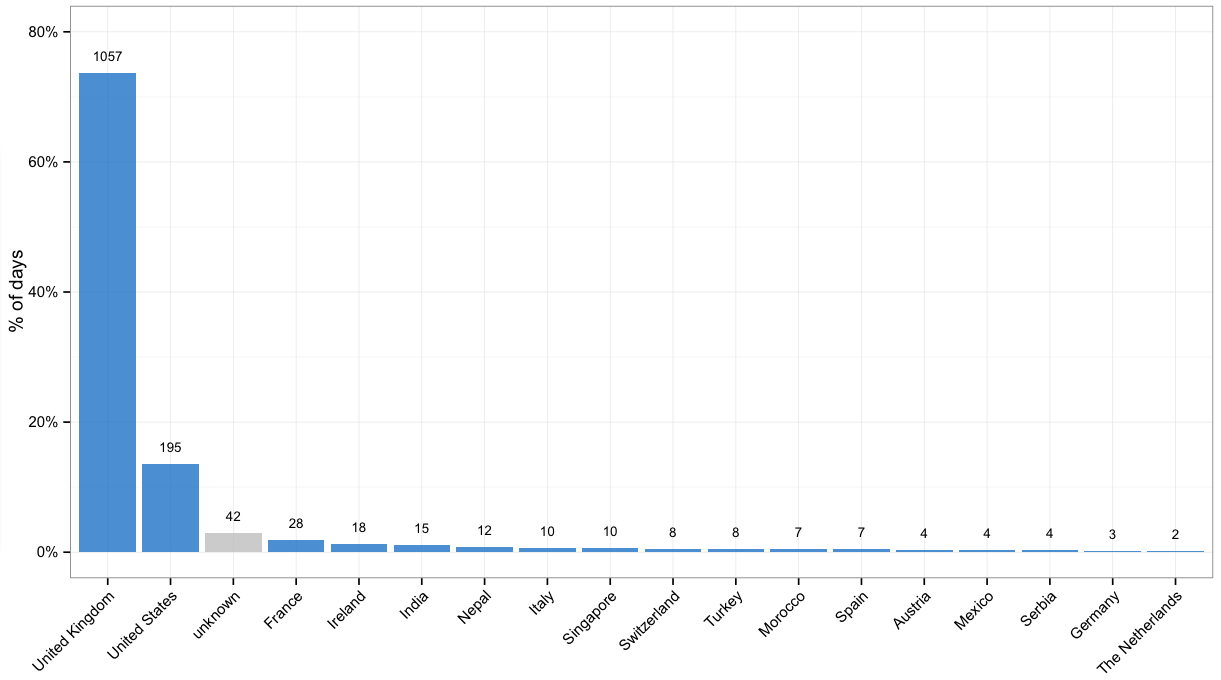 80%
60%
40%
20%
0%
% of days
1057
195
42
28
18
15
12
10
10
8
8
7
7
4
4
4
3
2
United Kingdom
United States
unknown
France
Ireland
India
Nepal
Italy
Singapore
Switzerland
Turkey
Morocco
Spain
Austria
Mexico
Serbia
Germany
The Netherlands